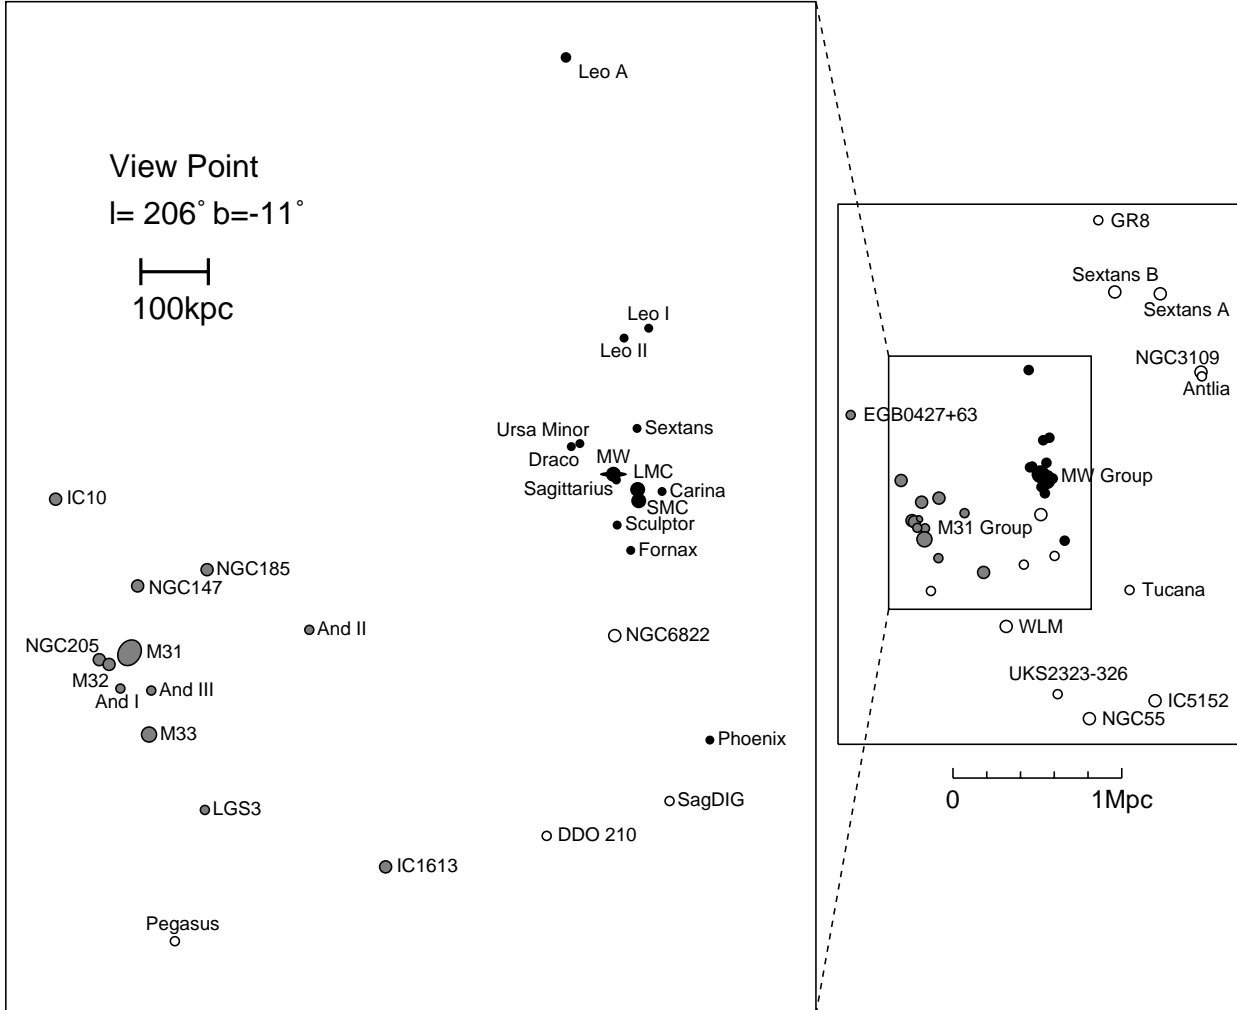 Leo A
View Point
l= 206° b=-11°
100kpc
Leo I
Leo II
Sextans
Ursa Minor
Draco
MW
LMC
Sagittarius
Carina
SMC
Sculptor
Fornax
IC10
NGC185
NGC147
And II
NGC6822
NGC205
M31
M32
And I
And III
M33
Phoenix
SagDIG
LGS3
DDO 210
IC1613
Pegasus
GR8
Sextans B
Sextans A
NGC3109
Antlia
EGB0427+63
MW Group
M31 Group
Tucana
WLM
UKS2323-326
IC5152
NGC55
0 1Mpc